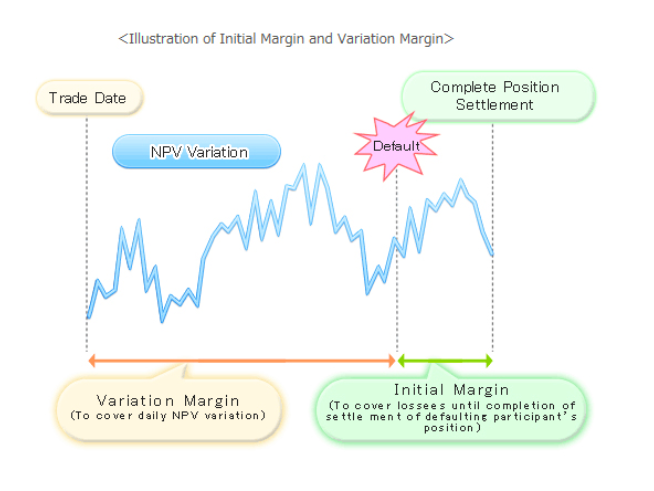 <Illustration of Initial Margin and Variation Margin>
Trade Date
Complete Position
Settlement
NPV Variation
Default
Variation Margin
(To cover daily NPV variation)
Initial Margin
(To cover lossees until completion of
settle ment of defaulting participant's
position)